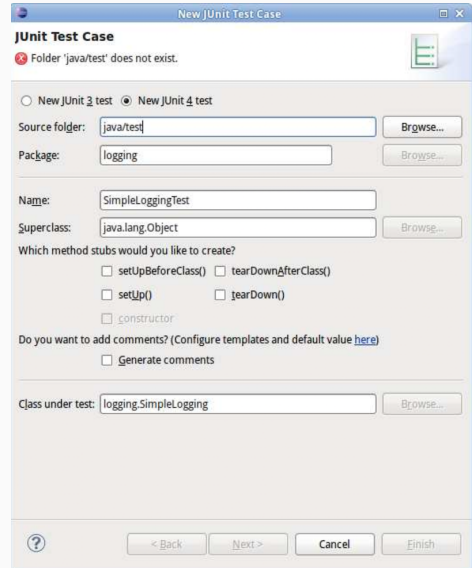 New JUnit Test Case
JUnit Test Case
Folder 'java/test' does not exist.
New JUnit 3 test New JUnit 4 test
Source folder: java/test Browse...
Package: logging Browse...
Name: SimpleLoggingTest
Superclass: java.lang.Object Browse...
Which method stubs would you like to create?
setUpBeforeClass() tearDownAfterClass()
setUp() tearDown()
constructor
Do you want to add comments? (Configure templates and default value here)
Generate comments
Class under test: logging.SimpleLogging Browse...
? < Back Next > Cancel Finish